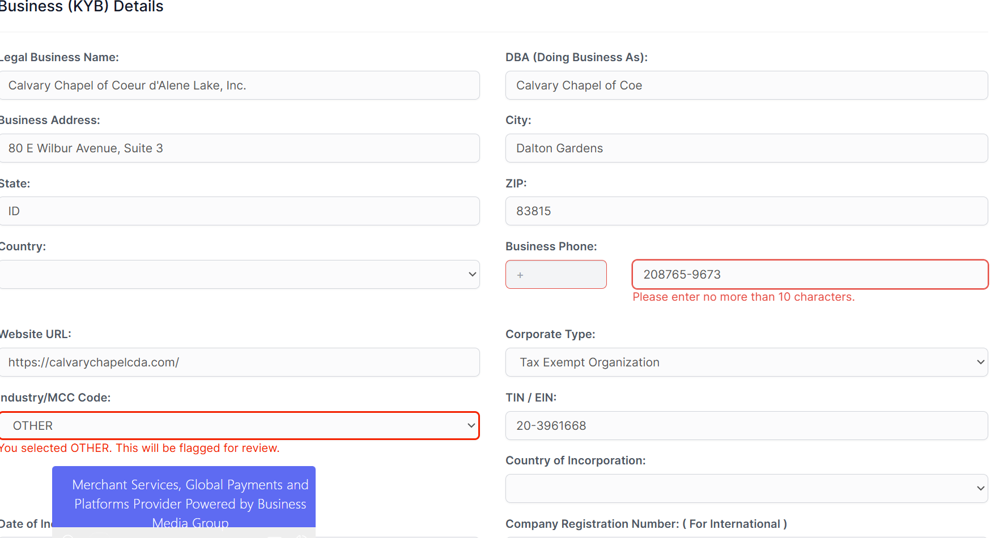 Business (KYB) Details
Legal Business Name:
DBA (Doing Business As):
Calvary Chapel of Coeur d'Alene Lake, Inc.
Calvary Chapel of Coe
Business Address:
City:
80 E Wilbur Avenue, Suite 3
Dalton Gardens
State:
ZIP:
ID
83815
Country:
Business Phone:
+
208765-9673
Please enter no more than 10 characters.
Website URL:
Corporate Type:
https://calvarychapelcda.com/
Tax Exempt Organization
Industry/MCC Code:
TIN / EIN:
OTHER
20-3961668
You selected OTHER. This will be flagged for review.
Country of Incorporation:
Merchant Services, Global Payments and
Platforms Provider Powered by Business
Media Group
Date of In
Company Registration Number: ( For International )